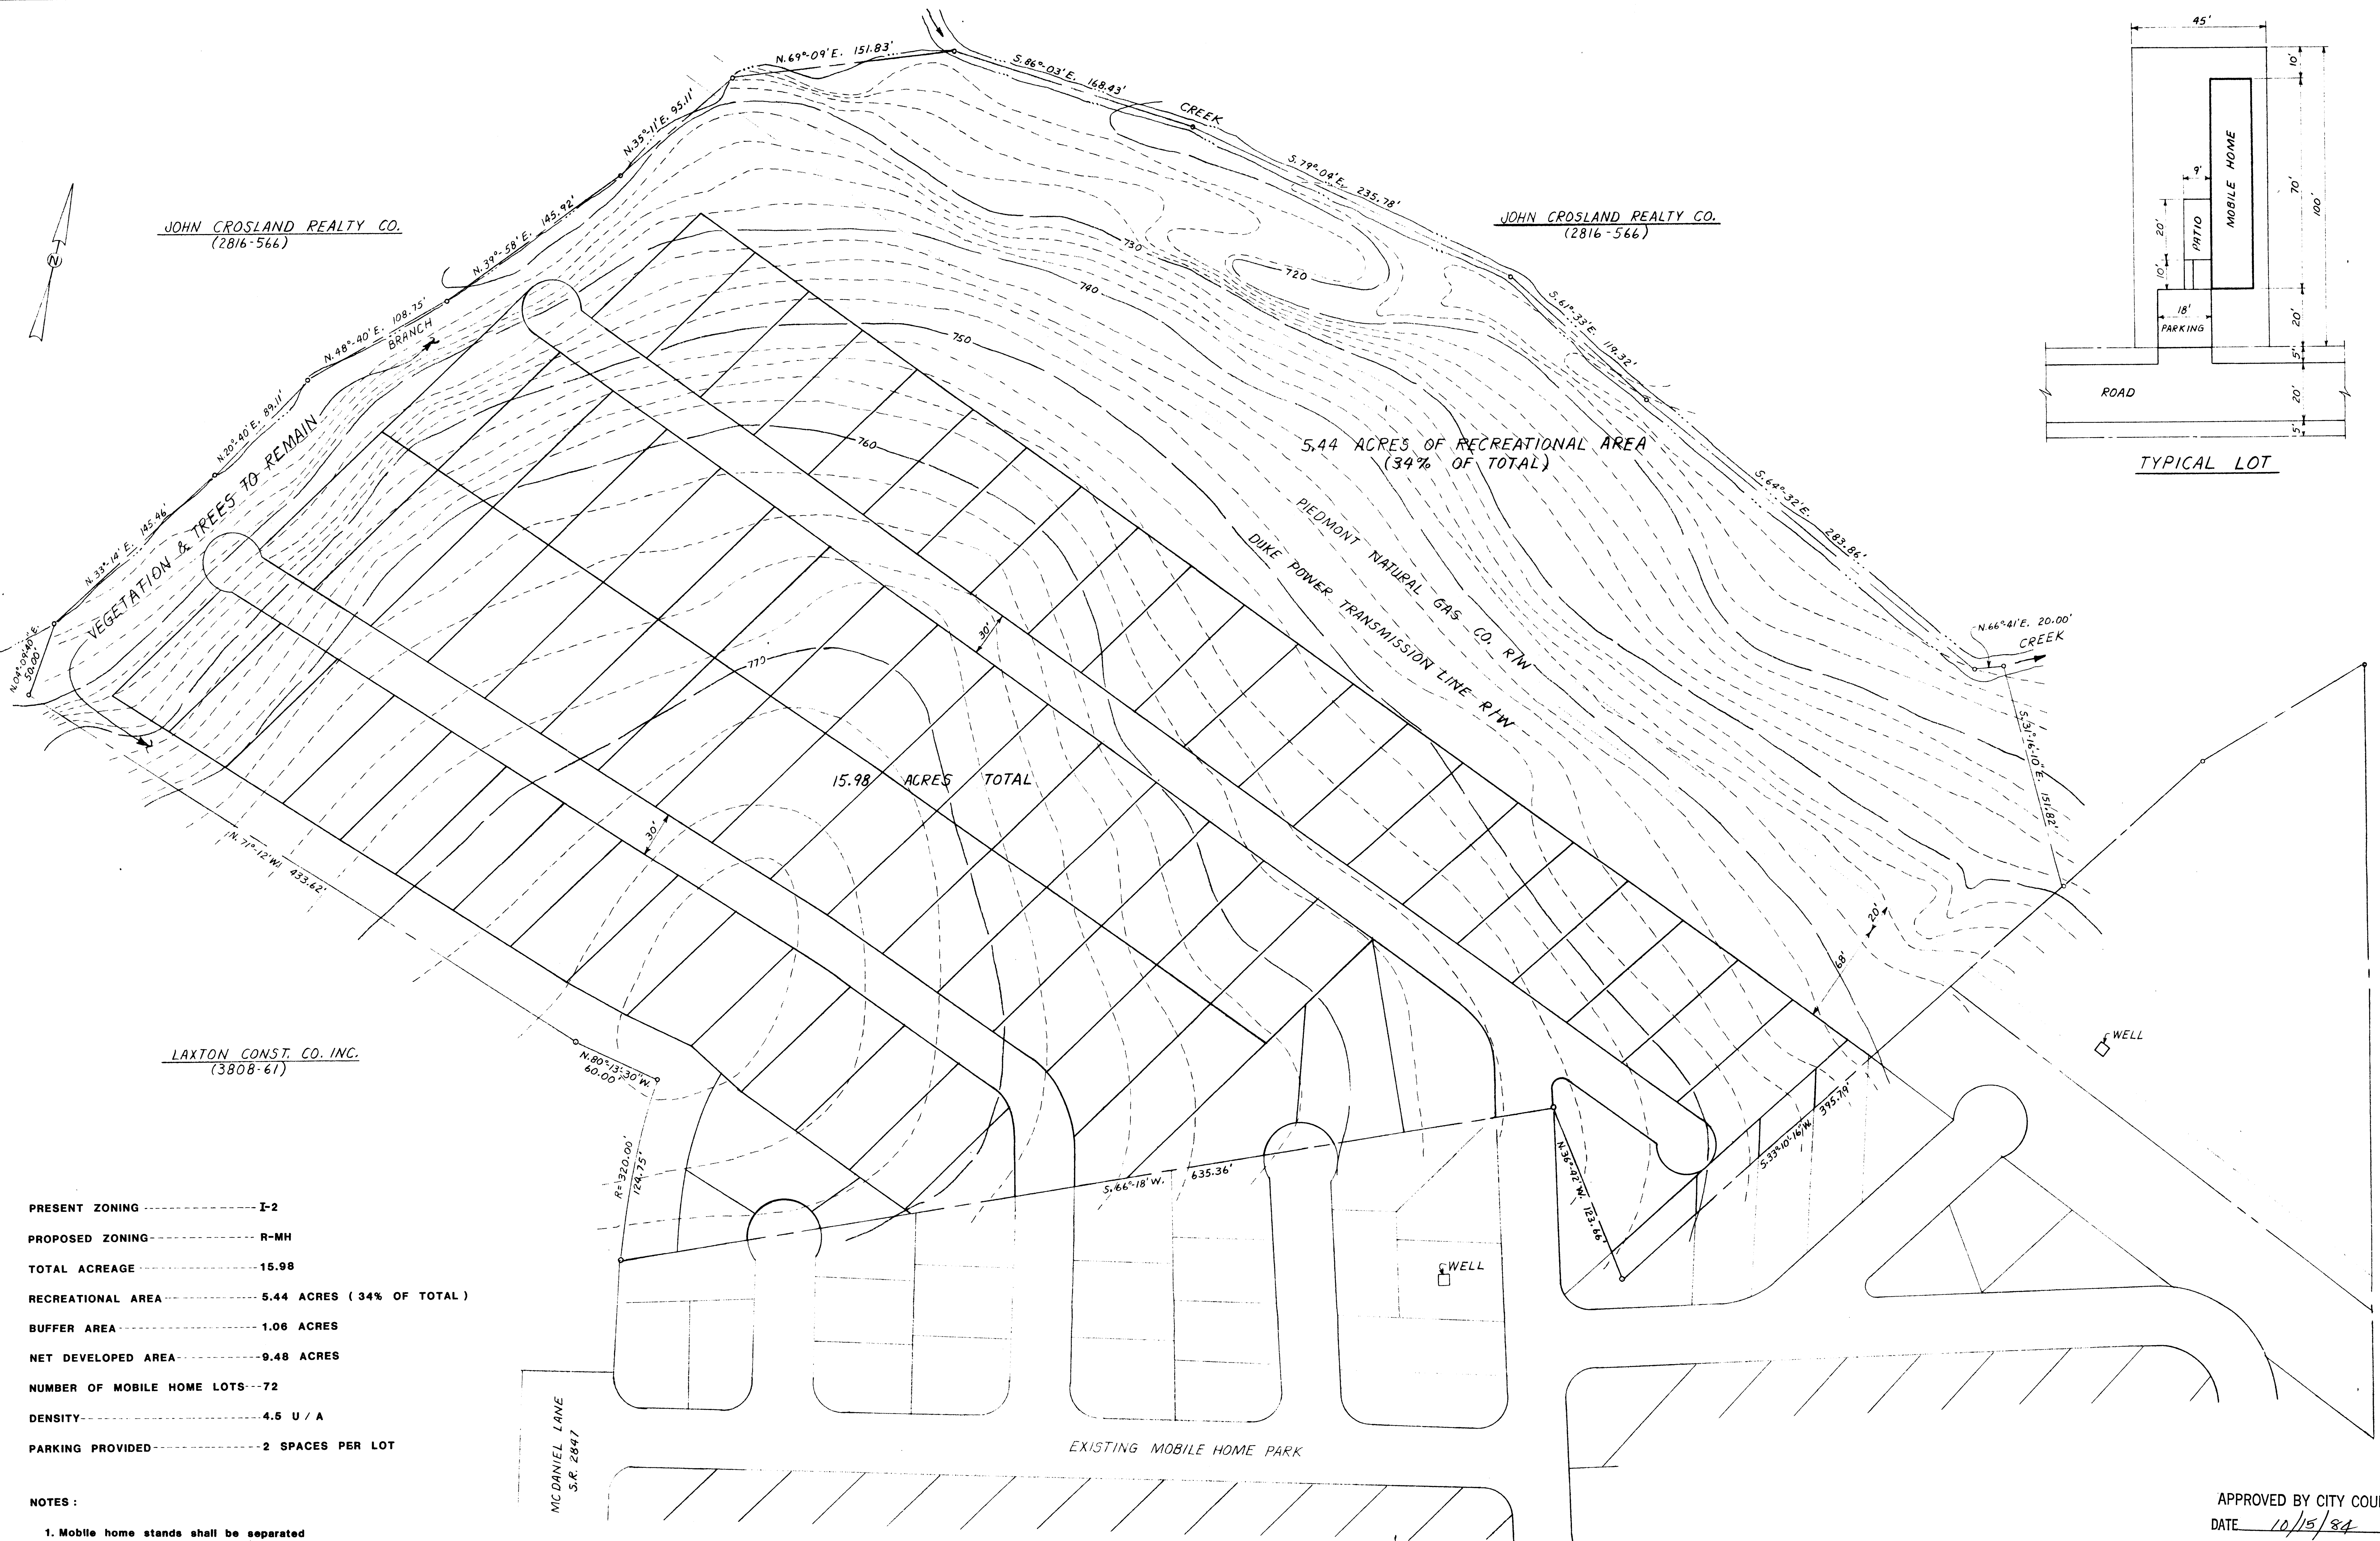 N.69°-09'E. 151.83'
S.86°-03'E. 168.43'
CREEK
N.35°-11'E. 95.11'
S.79°-04'E. 235.78'
JOHN CROSLAND REALTY CO.
(2816-566)
N.39°-58'E. 145.92'
JOHN CROSLAND REALTY CO.
(2816-566)
730
720
740
750
N.48°-40'E. 108.75'
BRANCH
S.61°-33'E. 119.32'
N.20°-40'E. 89.11'
VEGETATION & TREES TO REMAIN
760
5.44 ACRES OF RECREATIONAL AREA
(34% OF TOTAL)
N.33°-14'E. 145.46'
S.64°-32'E. 283.86'
PIEDMONT NATURAL GAS CO. R/W
DUKE POWER TRANSMISSION LINE R/W
N.04°-09'-40"E.
50.00'
N.66°-41'E. 20.00'
CREEK
30'
770
S.31°-16'-10"E. 151.82'
15.98 ACRES TOTAL
30'
N.71°-12'W. 433.62'
20'
68'
WELL
LAXTON CONST. CO. INC.
(3808-61)
N.80°-13'-30"W.
60.00'
R=320.00'
124.75'
S.66°-18'W. 635.36'
N.36°-42'W. 123.66'
S.33°-10'-16"W. 395.79'
WELL
MCDANIEL LANE
S.R. 2847
EXISTING MOBILE HOME PARK
45'
10'
MOBILE HOME
70'
100'
9'
20'
PATIO
10'
18'
PARKING
20'
5'
ROAD
20'
5'
TYPICAL LOT
PRESENT ZONING ------------- I-2
PROPOSED ZONING ------------- R-MH
TOTAL ACREAGE ------------- 15.98
RECREATIONAL AREA ------------- 5.44 ACRES ( 34% OF TOTAL )
BUFFER AREA ------------- 1.06 ACRES
NET DEVELOPED AREA ----------- 9.48 ACRES
NUMBER OF MOBILE HOME LOTS --- 72
DENSITY ------------- 4.5 U / A
PARKING PROVIDED ------------- 2 SPACES PER LOT
NOTES :
1. Mobile home stands shall be separated
APPROVED BY CITY COU
DATE 10/15/84